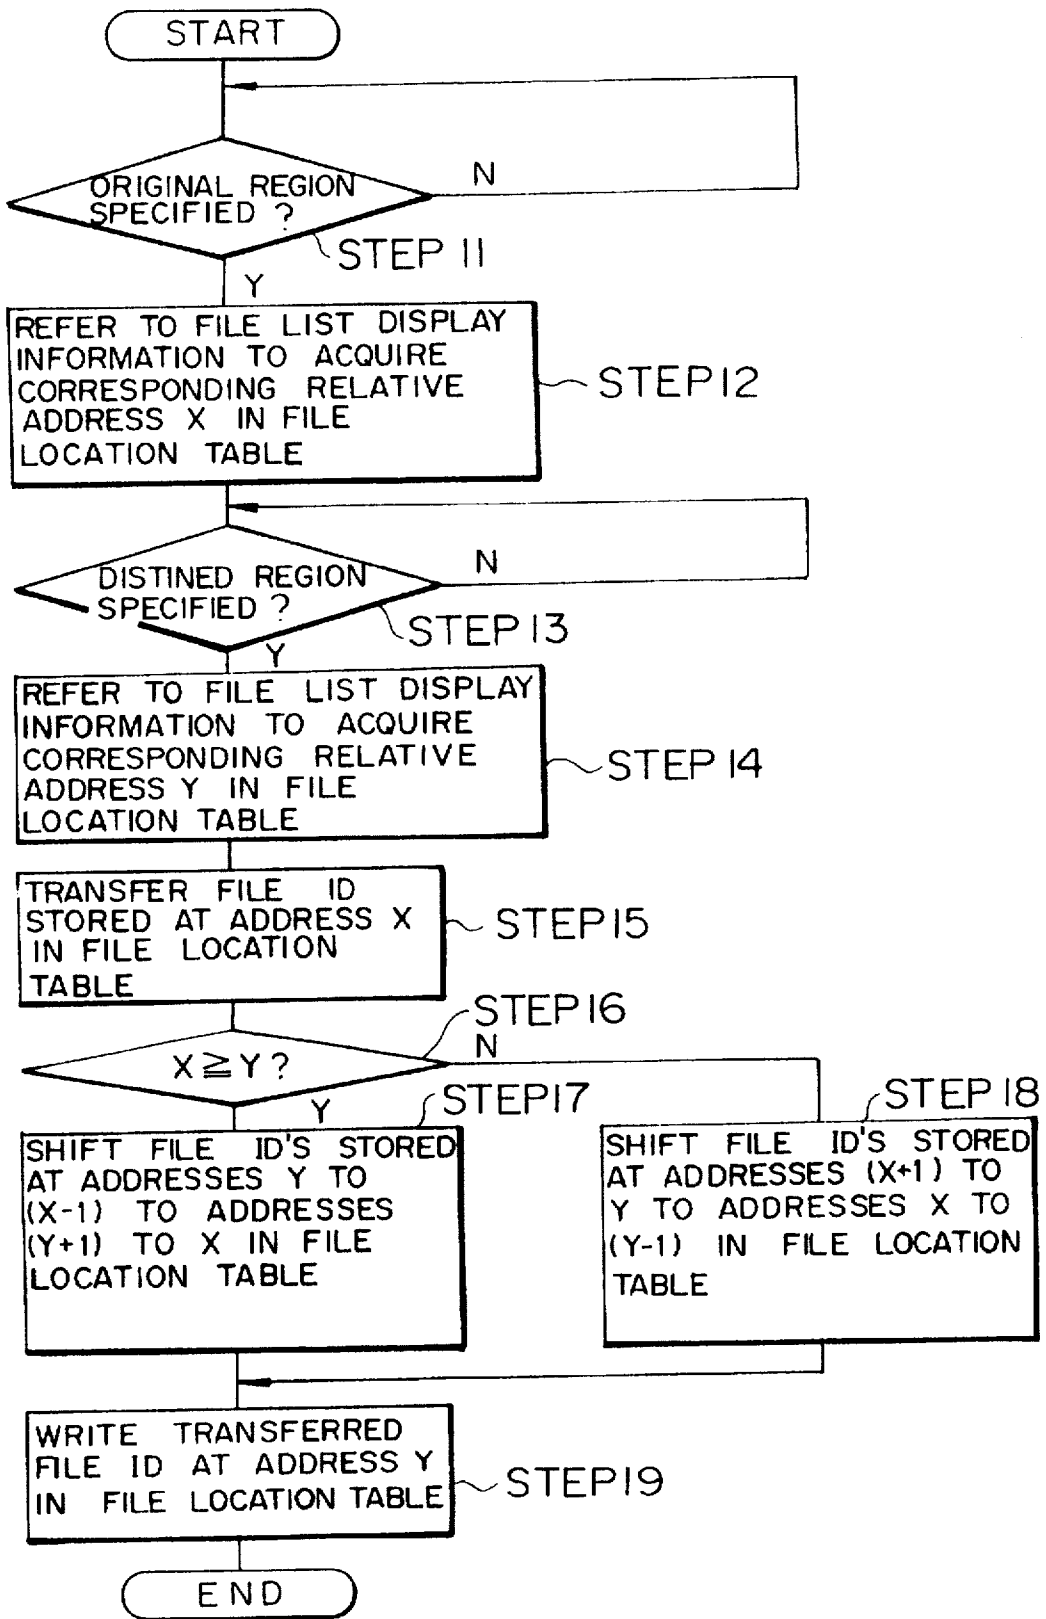 START
ORIGINAL REGION
SPECIFIED ?
N
STEP 11
Y
REFER TO FILE LIST DISPLAY
INFORMATION TO ACQUIRE
CORRESPONDING RELATIVE
ADDRESS X IN FILE
LOCATION TABLE
STEP12
DISTINED REGION
SPECIFIED ?
N
STEP 13
Y
REFER TO FILE LIST DISPLAY
INFORMATION TO ACQUIRE
CORRESPONDING RELATIVE
ADDRESS Y IN FILE
LOCATION TABLE
STEP 14
TRANSFER FILE ID
STORED AT ADDRESS X
IN FILE LOCATION
TABLE
STEP15
X≧Y?
STEP16
N
Y
STEP17
SHIFT FILE ID'S STORED
AT ADDRESSES Y TO
(X-1) TO ADDRESSES
(Y+1) TO X IN FILE
LOCATION TABLE
STEP 18
SHIFT FILE ID'S STORED
AT ADDRESSES (X+1) TO
Y TO ADDRESSES X TO
(Y-1) IN FILE LOCATION
TABLE
WRITE TRANSFERRED
FILE ID AT ADDRESS Y
IN FILE LOCATION TABLE
STEP19
END